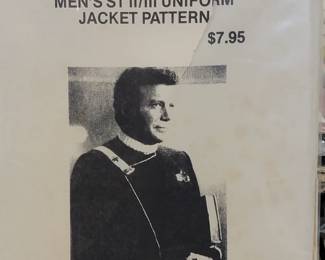 MEN'S ST II/III UNIFORM
JACKET PATTERN
$7.95